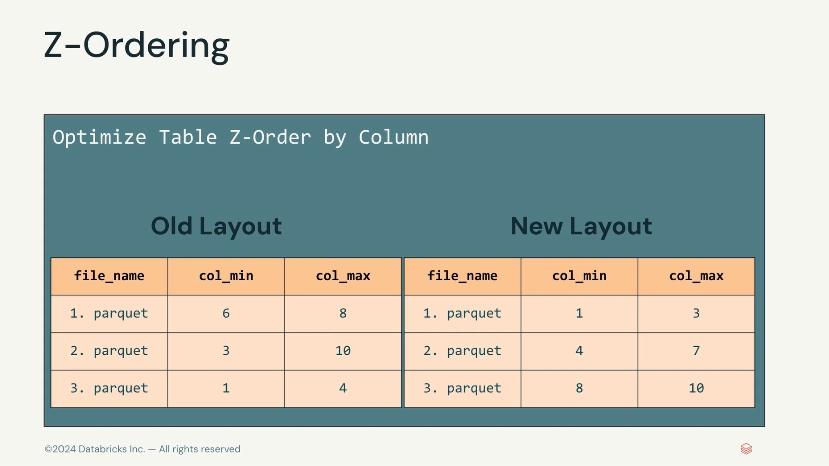 Z-Ordering
Optimize Table Z-Order by Column
Old Layout
file_name col_min col_max
1. parquet 6 8
2. parquet 3 10
3. parquet 1 4
New Layout
file_name col_min col_max
1. parquet 1 3
2. parquet 4 7
3. parquet 8 10
©2024 Databricks Inc. — All rights reserved